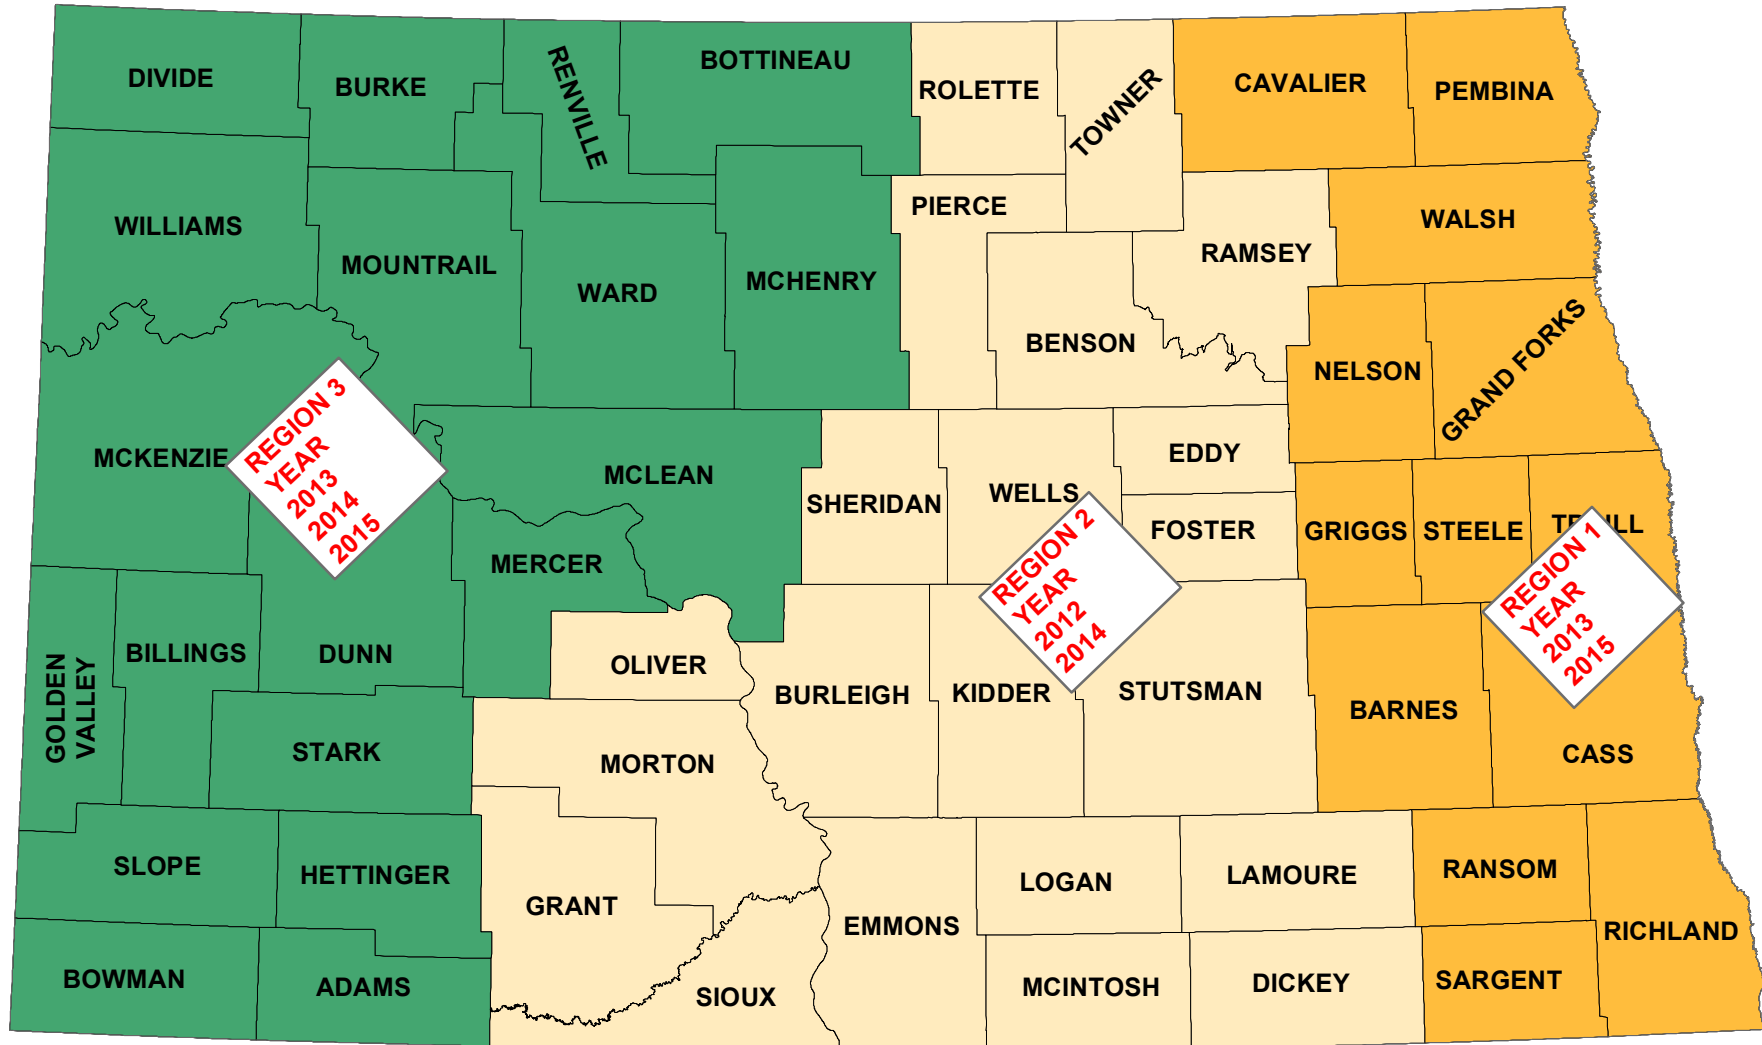 DIVIDE
BURKE
RENVILLE
BOTTINEAU
ROLETTE
TOWNER
CAVALIER
PEMBINA
WILLIAMS
MOUNTRAIL
WARD
MCHENRY
PIERCE
BENSON
RAMSEY
WALSH
NELSON
GRAND FORKS
MCKENZIE
REGION 3
YEAR
2013
2014
2015
MCLEAN
MERCER
SHERIDAN
WELLS
EDDY
FOSTER
REGION 2
YEAR
2012
2014
GRIGGS
STEELE
REGION 1
YEAR
2013
2015
GOLDEN
VALLEY
BILLINGS
DUNN
OLIVER
BURLEIGH
KIDDER
STUTSMAN
BARNES
CASS
STARK
MORTON
SLOPE
HETTINGER
GRANT
EMMONS
LOGAN
LAMOURE
RANSOM
RICHLAND
BOWMAN
ADAMS
SIOUX
MCINTOSH
DICKEY
SARGENT